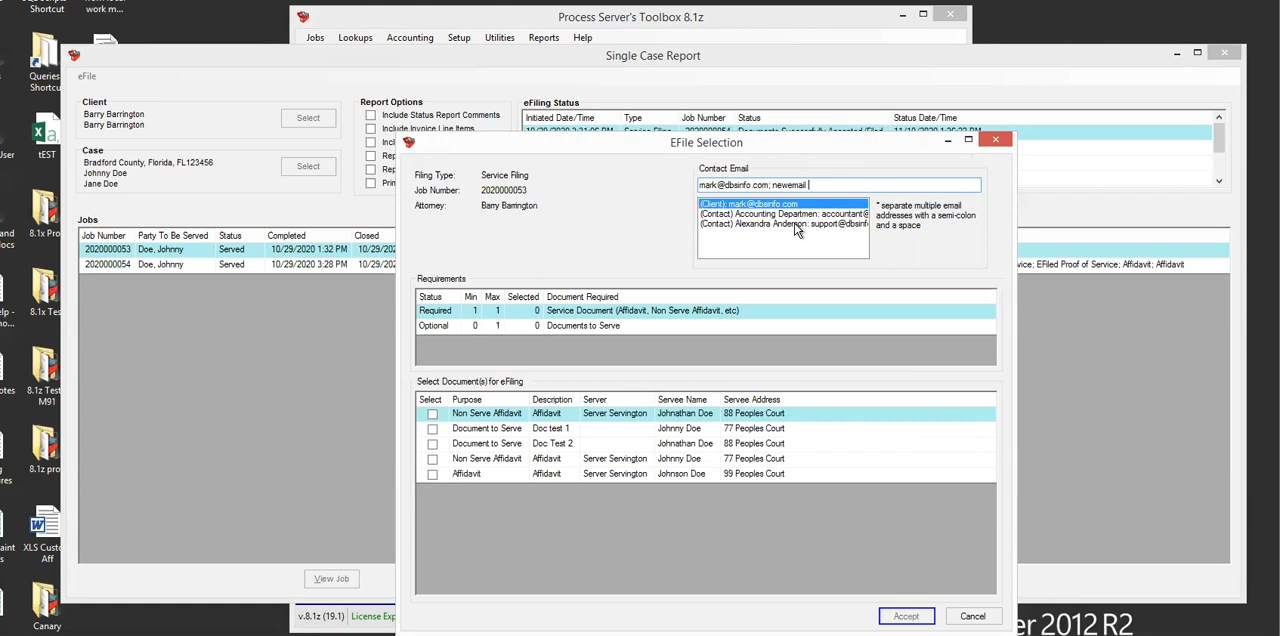 Shortcut
work m...
Queries
Shortcut
tEST
Process Server's Toolbox 8.1z
Jobs Lookups Accounting Setup Utilities Reports Help
Single Case Report
eFile
Client
Barry Barrington
Barry Barrington
Select
Case
Bradford County, Florida, FL123456
Johnny Doe
Jane Doe
Select
Report Options
Include Status Report Comments
Include Invoice Line Items
eFiling Status
Initiated Date/Time Type Job Number Status Status Date/Time
Jobs
Job Number Party To Be Served Status Completed Closed
2020000053 Doe, Johnny Served 10/29/2020 1:32 PM 10/29/202
2020000054 Doe, Johnny Served 10/29/2020 3:28 PM 10/29/202
Service; EFiled Proof of Service; Affidavit; Affidavit
View Job
EFile Selection
Filing Type: Service Filing
Job Number: 2020000053
Attorney: Barry Barrington
Contact Email
mark@dbsinfo.com; newemail
(Client): mark@dbsinfo.com
(Contact) Accounting Departmen: accountant@
(Contact) Alexandra Anderson: support@dbsinf
* separate multiple email
addresses with a semi-colon
and a space
Requirements
Status Min Max Selected Document Required
Required 1 1 0 Service Document (Affidavit, Non Serve Affidavit, etc)
Optional 0 1 0 Documents to Serve
Select Document(s) for eFiling
Select Purpose Description Server Servee Name Servee Address
Non Serve Affidavit Affidavit Server Servington Johnathan Doe 88 Peoples Court
Document to Serve Doc test 1 Johnny Doe 77 Peoples Court
Document to Serve Doc Test 2 Johnathan Doe 88 Peoples Court
Non Serve Affidavit Affidavit Server Servington Johnny Doe 77 Peoples Court
Affidavit Affidavit Server Servington Johnson Doe 99 Peoples Court
Accept
Cancel
8.1x Pro
8.1x Tes
8.1z Test
M91
8.1z pro
XLS Custo
Aff
Canary
v.8.1z (19.1) License Exp
er 2012 R2